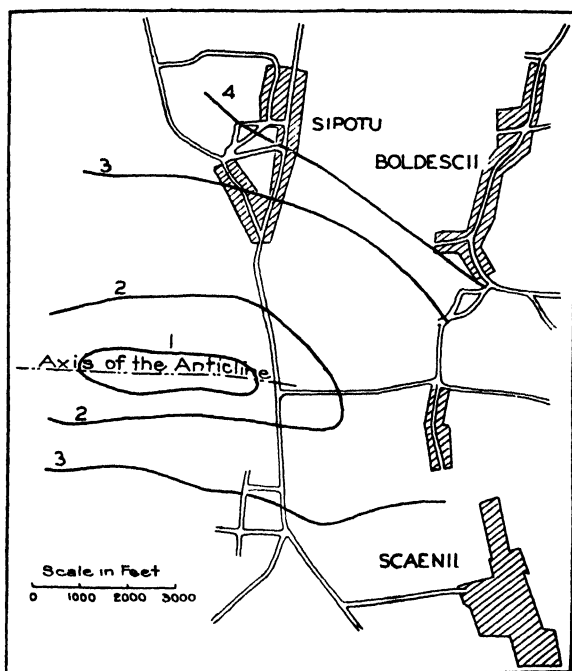 4
SIPOTU
BOLDESCII
3
2
1
Axis of the Anticline
2
3
SCAENII
Scale in Feet
0 1000 2000 3000